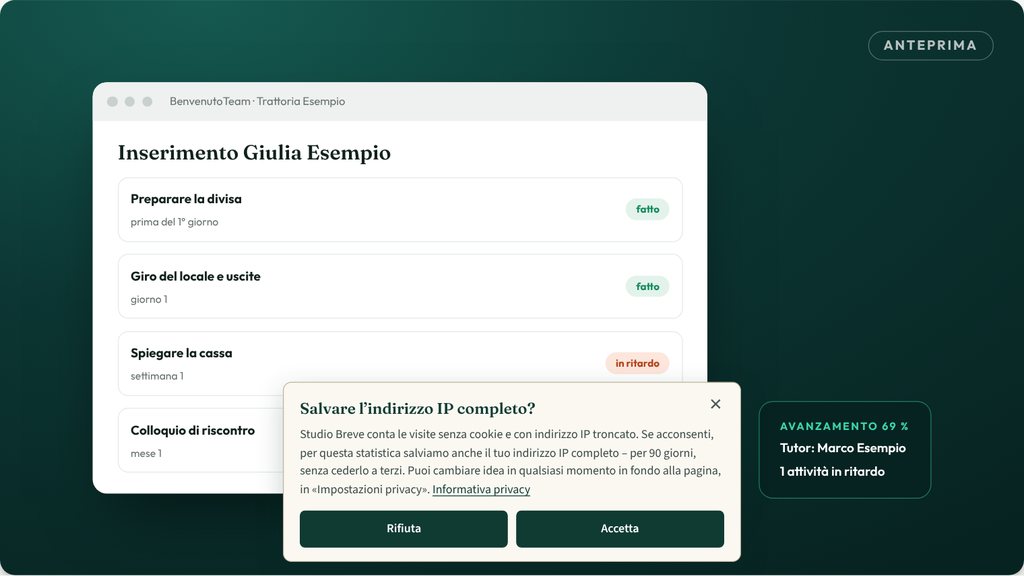 ANTEPRIMA
BenvenutoTeam · Trattoria Esempio
Inserimento Giulia Esempio
Preparare la divisa
prima del 1° giorno
fatto
Giro del locale e uscite
giorno 1
fatto
Spiegare la cassa
settimana 1
in ritardo
Colloquio di riscontro
mese 1
Salvare l’indirizzo IP completo?
Studio Breve conta le visite senza cookie e con indirizzo IP troncato. Se acconsenti,
per questa statistica salviamo anche il tuo indirizzo IP completo – per 90 giorni,
senza cederlo a terzi. Puoi cambiare idea in qualsiasi momento in fondo alla pagina,
in «Impostazioni privacy». Informativa privacy
Rifiuta
Accetta
AVANZAMENTO 69 %
Tutor: Marco Esempio
1 attività in ritardo